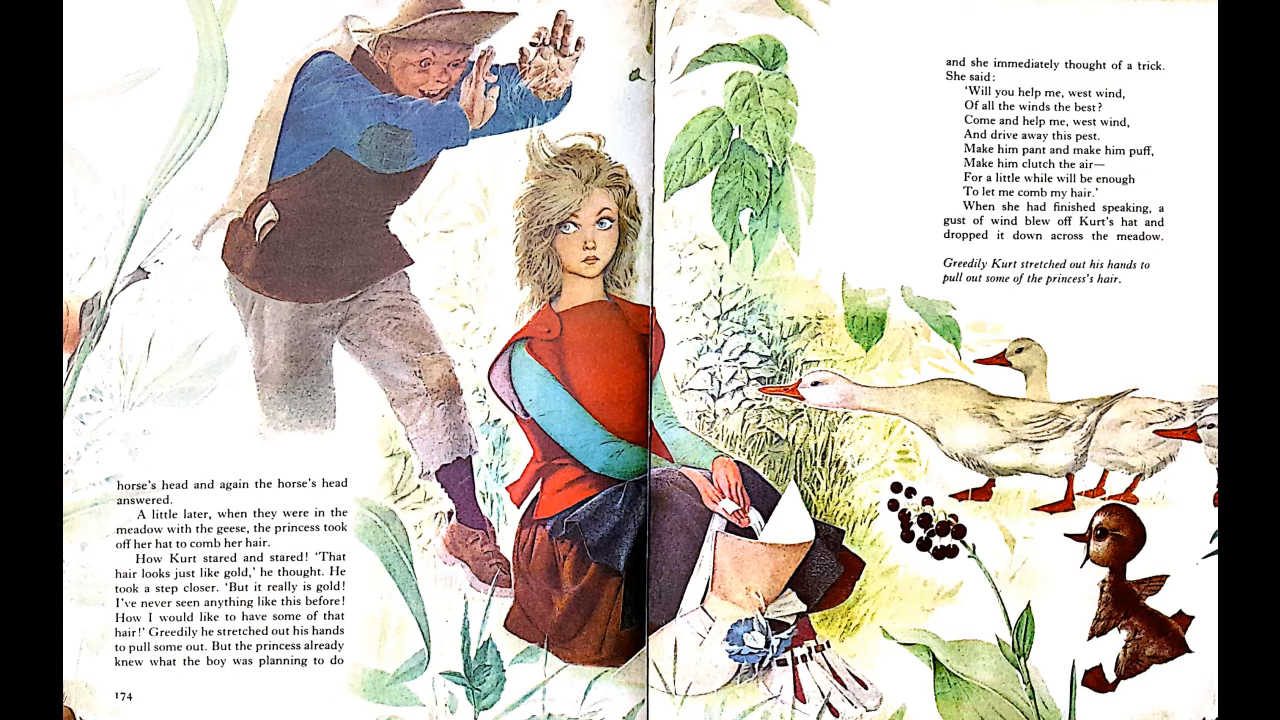 horse's head and again the horse's head
answered.
A little later, when they were in the
meadow with the geese, the princess took
off her hat to comb her hair.
How Kurt stared and stared! 'That
hair looks just like gold,' he thought. He
took a step closer. 'But it really is gold!
I've never seen anything like this before!
How I would like to have some of that
hair!' Greedily he stretched out his hands
to pull some out. But the princess already
knew what the boy was planning to do
174
and she immediately thought of a trick.
She said:
'Will you help me, west wind,
Of all the winds the best?
Come and help me, west wind,
And drive away this pest.
Make him pant and make him puff,
Make him clutch the air—
For a little while will be enough
To let me comb my hair.'
When she had finished speaking, a
gust of wind blew off Kurt's hat and
dropped it down across the meadow.
Greedily Kurt stretched out his hands to
pull out some of the princess's hair.